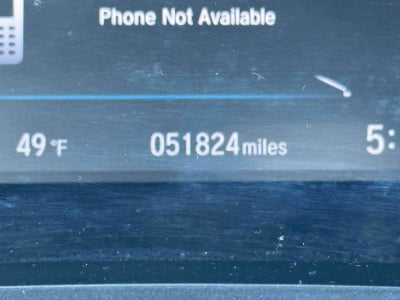 Phone Not Available
49°F 051824 miles 5: